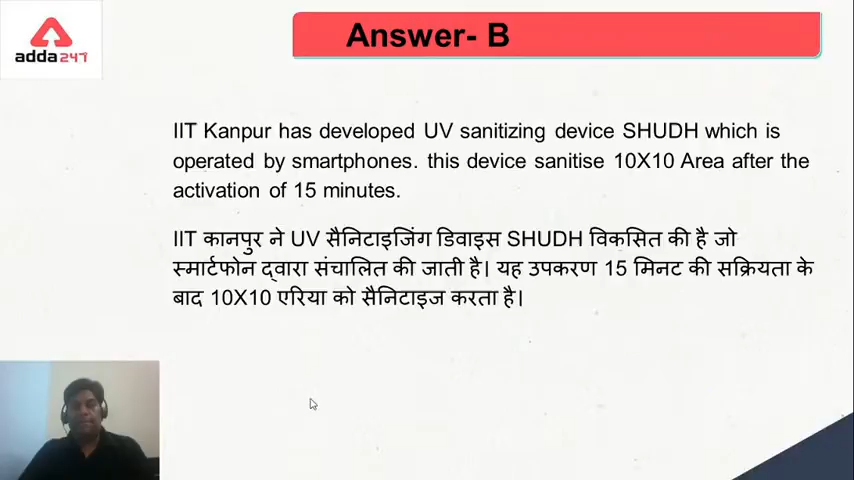 adda247
Answer- B
IIT Kanpur has developed UV sanitizing device SHUDH which is
operated by smartphones. this device sanitise 10X10 Area after the
activation of 15 minutes.
IIT कानपुर ने UV सैनिटाइजिंग डिवाइस SHUDH विकसित की है जो
स्मार्टफोन द्वारा संचालित की जाती है। यह उपकरण 15 मिनट की सक्रियता के
बाद 10X10 एरिया को सैनिटाइज करता है।